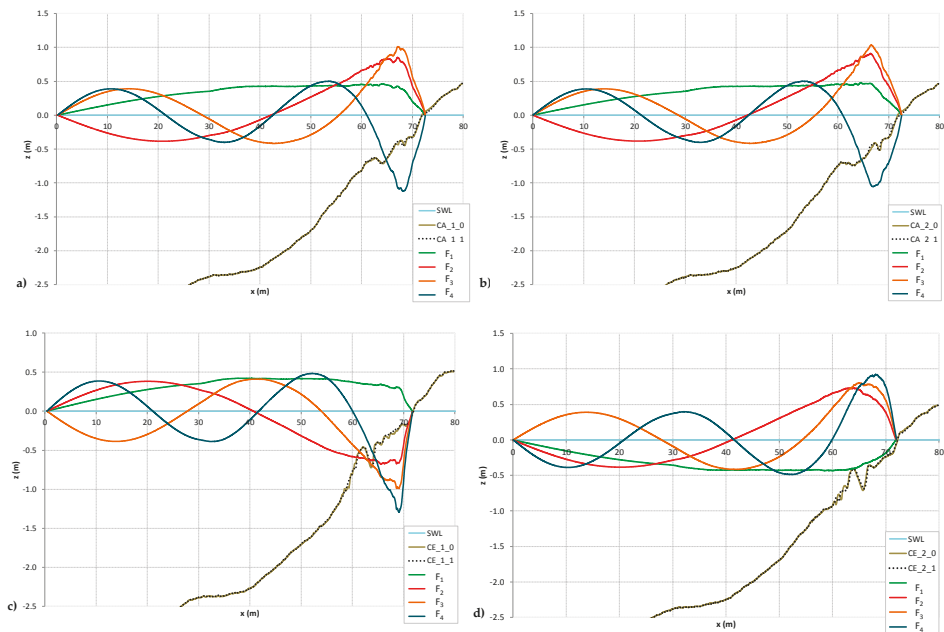 1.5
1.0
0.5
0.0
-0.5
-1.0
-1.5
-2.0
-2.5
0 10 20 30 40 50 60 70 80
z (m)
x (m)
SWL
CA_1_0
CA_1_1
F1
F2
F3
F4
a)
1.5
1.0
0.5
0.0
-0.5
-1.0
-1.5
-2.0
-2.5
0 10 20 30 40 50 60 70 80
z (m)
x (m)
SWL
CA_2_0
CA_2_1
F1
F2
F3
F4
b)
1.0
0.5
0.0
-0.5
-1.0
-1.5
-2.0
-2.5
0 10 20 30 40 50 60 70 80
z (m)
x (m)
SWL
CE_1_0
CE_1_1
F1
F2
F3
F4
c)
1.5
1.0
0.5
0.0
-0.5
-1.0
-1.5
-2.0
-2.5
0 10 20 30 40 50 60 70 80
z (m)
x (m)
SWL
CE_2_0
CE_2_1
F1
F2
F3
F4
d)